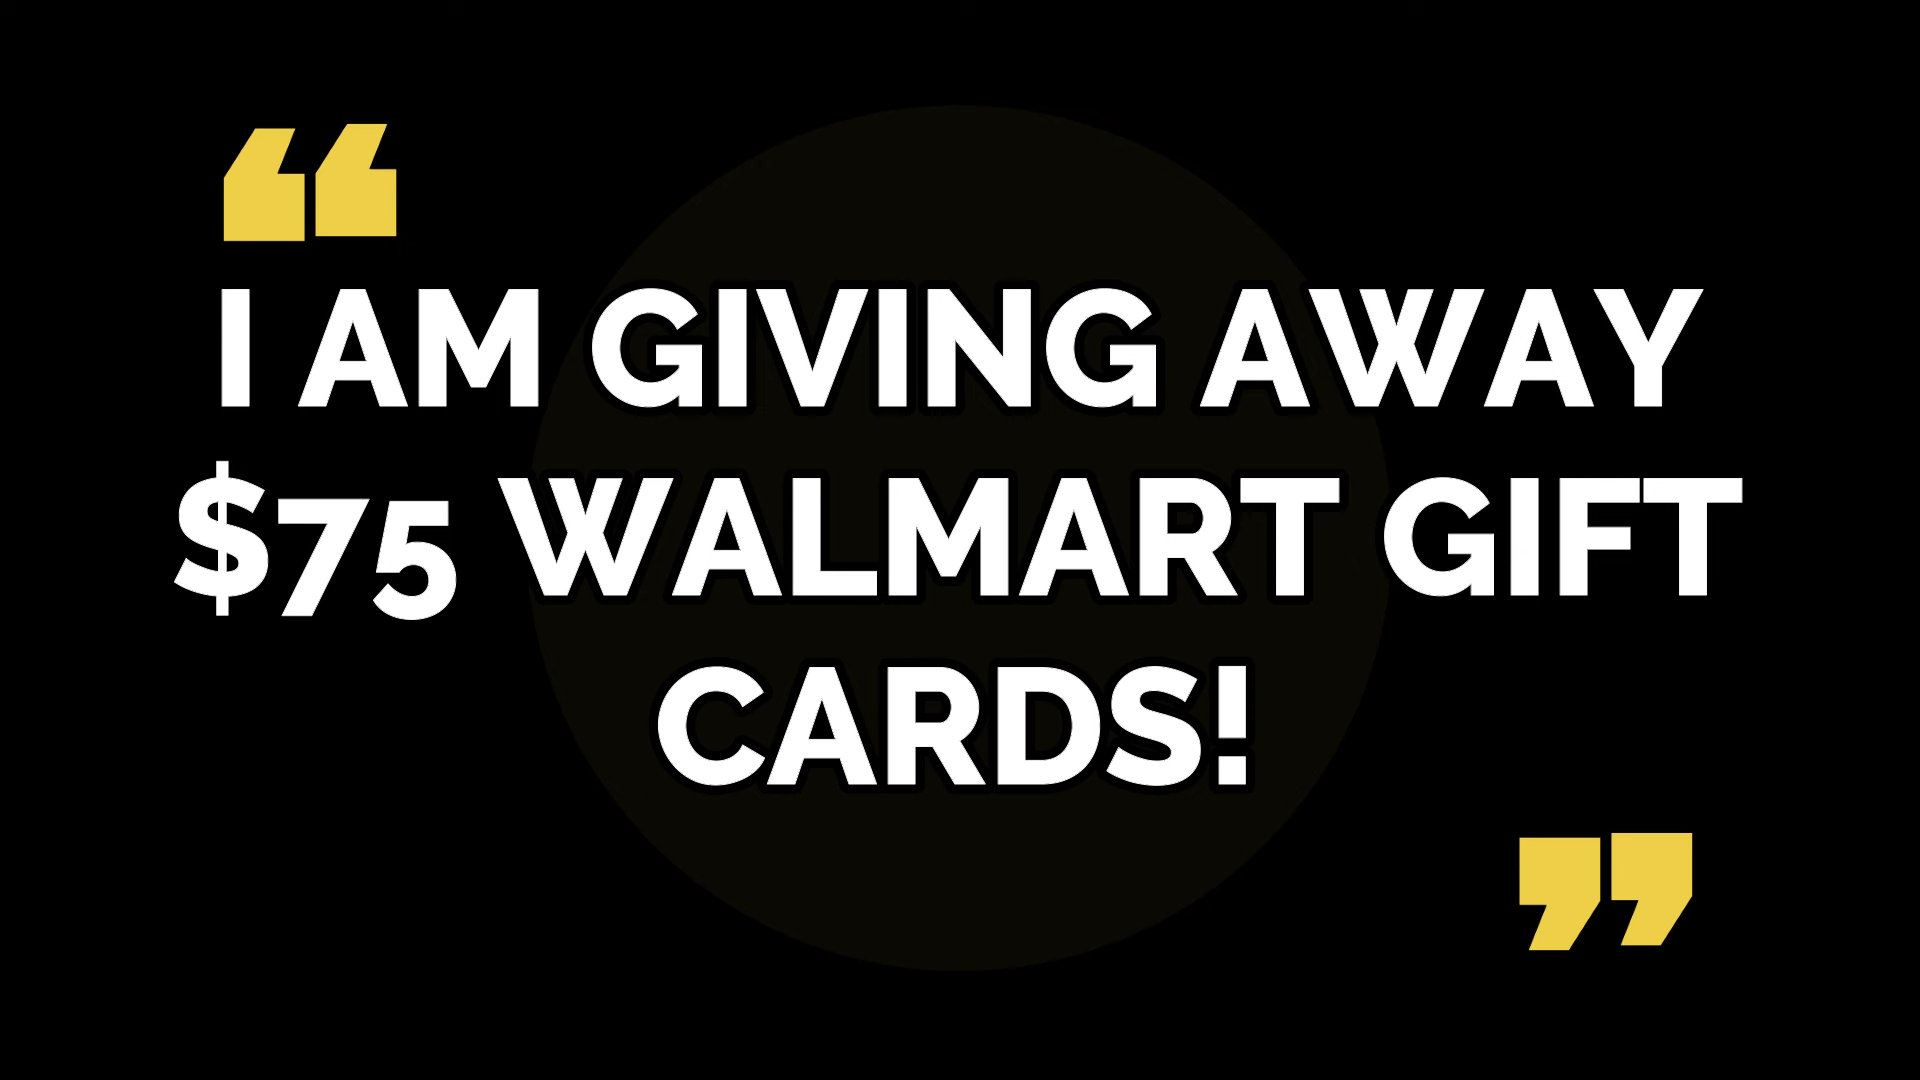 “
I AM GIVING AWAY
$75 WALMART GIFT
CARDS!
”